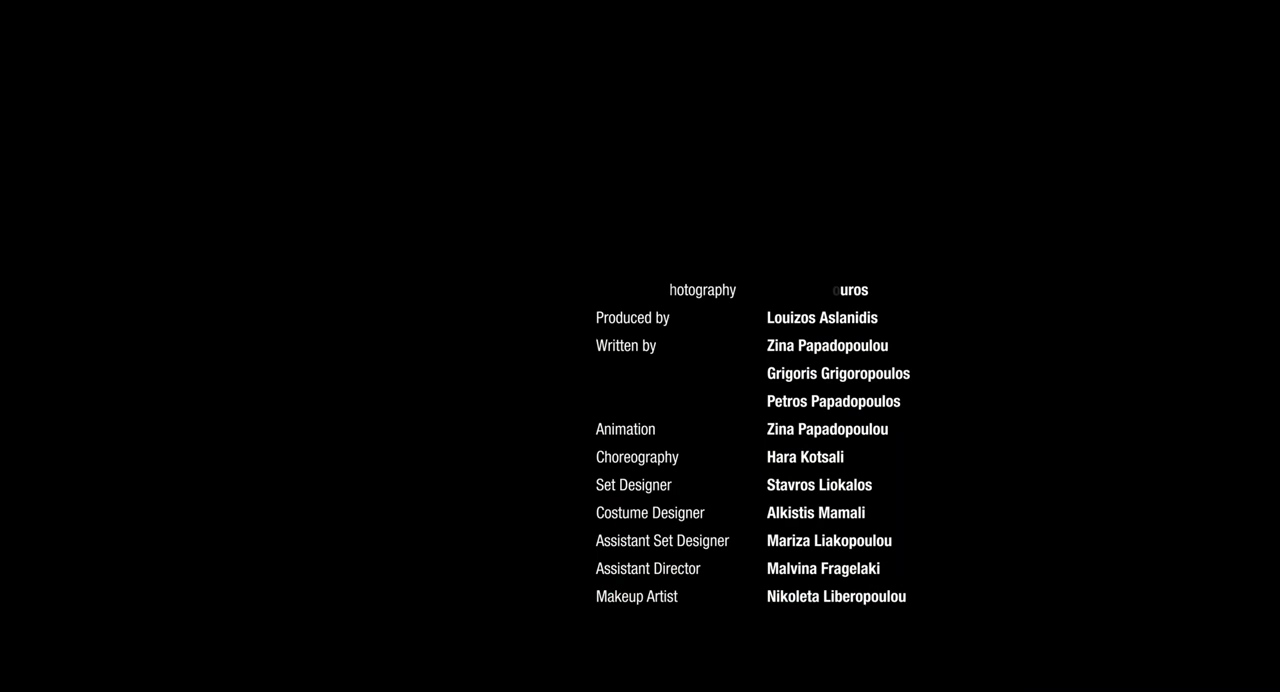 hotography uros
Produced by Louizos Aslanidis
Written by Zina Papadopoulou
Grigoris Grigoropoulos
Petros Papadopoulos
Animation Zina Papadopoulou
Choreography Hara Kotsali
Set Designer Stavros Liokalos
Costume Designer Alkistis Mamali
Assistant Set Designer Mariza Liakopoulou
Assistant Director Malvina Fragelaki
Makeup Artist Nikoleta Liberopoulou